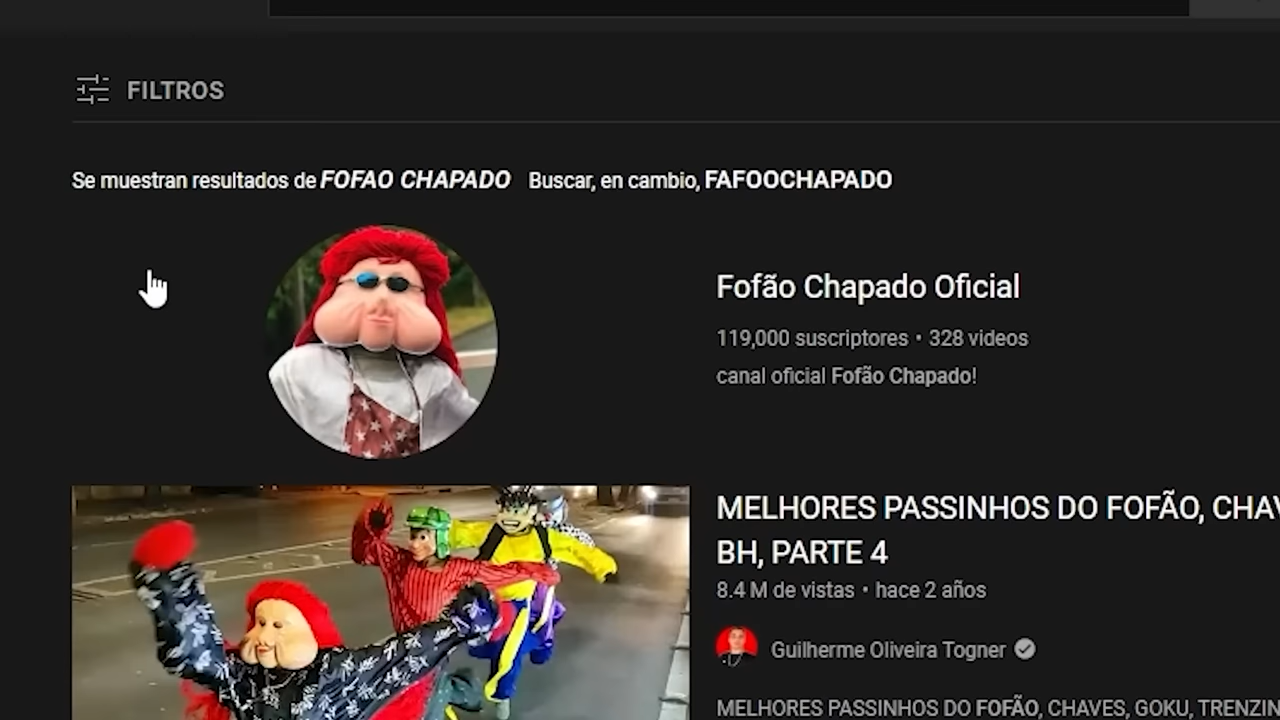 FILTROS
Se muestran resultados de FOFAO CHAPADO Buscar, en cambio, FAFOOCHAPADO
Fofão Chapado Oficial
119,000 suscriptores • 328 videos
canal oficial Fofão Chapado!
MELHORES PASSINHOS DO FOFÃO, CHAV
BH, PARTE 4
8.4 M de vistas • hace 2 años
Guilherme Oliveira Togner
MELHORES PASSINHOS DO FOFÃO, CHAVES, GOKU, TRENZIN